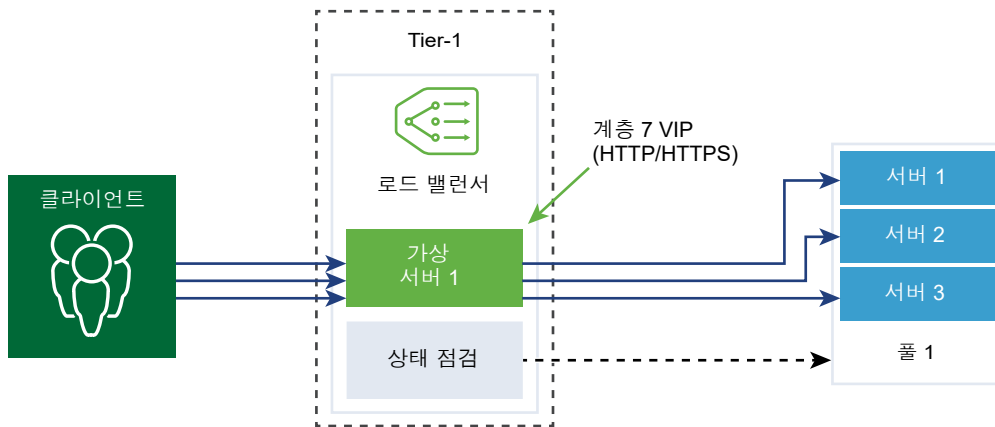 Tier-1
로드 밸런서
계층 7 VIP
(HTTP/HTTPS)
클라이언트
가상
서버 1
상태 점검
서버 1
서버 2
서버 3
풀 1